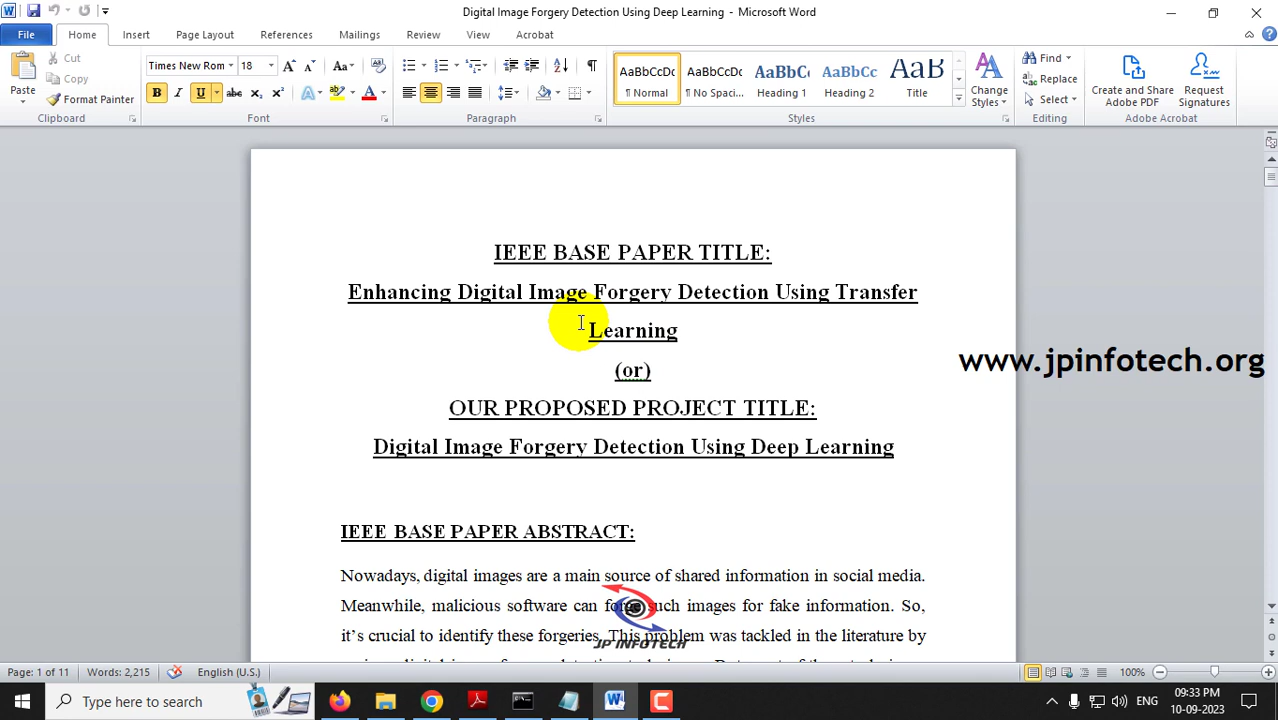 Digital Image Forgery Detection Using Deep Learning - Microsoft Word
File Home Insert Page Layout References Mailings Review View Acrobat
Paste
Cut
Copy
Format Painter
Clipboard
Times New Rom 18
B I U abe X₂ X²
Font
Paragraph
AaBbCcDc
¶ Normal
AaBbCcDc
¶ No Spaci...
AaBbCc
Heading 1
AaBbCc
Heading 2
AaB
Title
Change
Styles
Styles
Find
Replace
Select
Editing
Create and Share
Adobe PDF
Request
Signatures
Adobe Acrobat
IEEE BASE PAPER TITLE:
Enhancing Digital Image Forgery Detection Using Transfer
Learning
(or)
OUR PROPOSED PROJECT TITLE:
Digital Image Forgery Detection Using Deep Learning
www.jpinfotech.org
IEEE BASE PAPER ABSTRACT:
Nowadays, digital images are a main source of shared information in social media.
Meanwhile, malicious software can forge such images for fake information. So,
it's crucial to identify these forgeries. This problem was tackled in the literature by
JP INFOTECH
Page: 1 of 11 Words: 2,215 English (U.S.) 100%
Type here to search
ENG
09:33 PM
10-09-2023